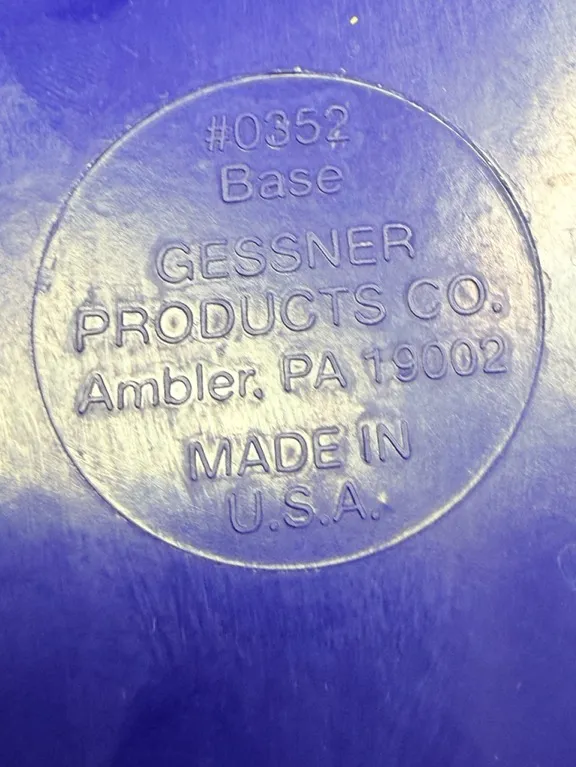 #0352
Base
GESSNER
PRODUCTS CO.
Ambler, PA 19002
MADE IN
U.S.A.